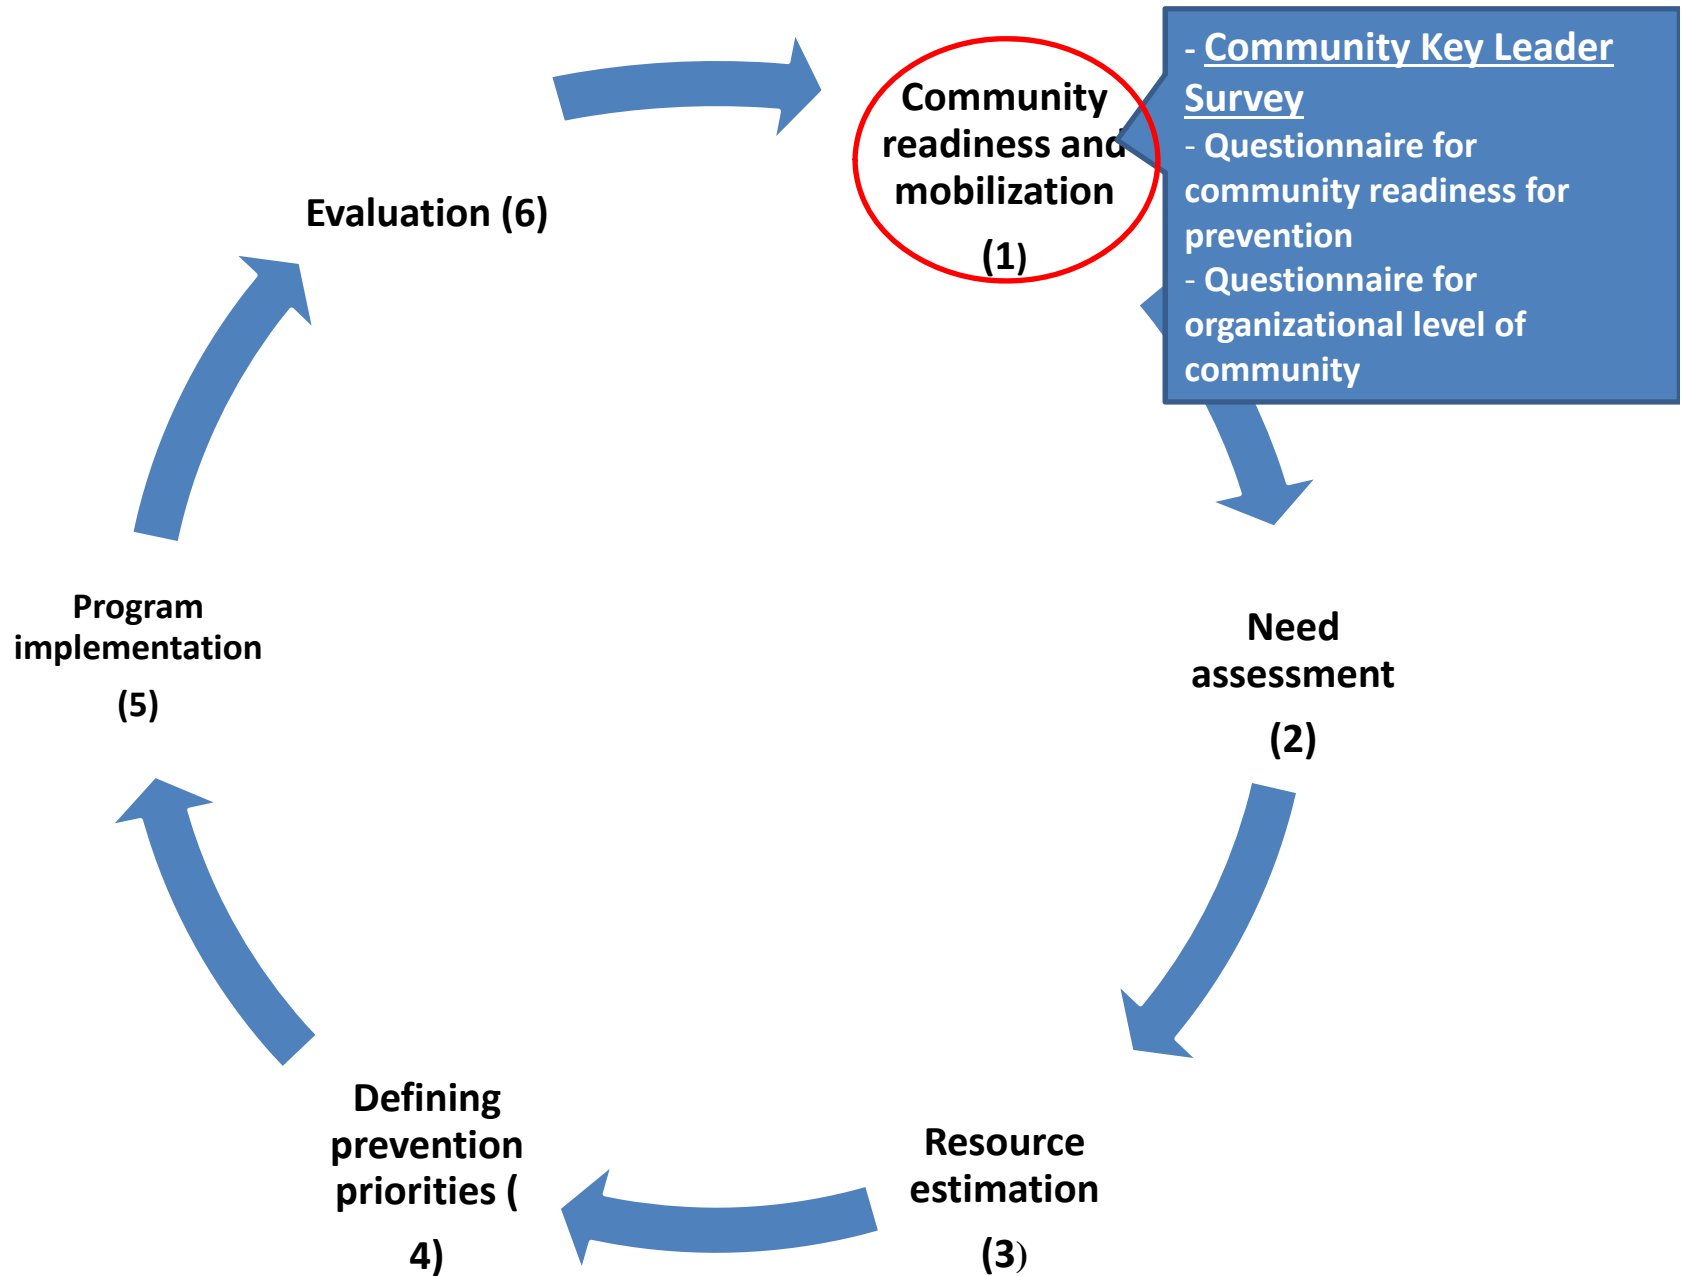 - Community Key Leader
Survey
- Questionnaire for
community readiness for
prevention
- Questionnaire for
organizational level of
community
Community
readiness and
mobilization
(1)
Need
assessment
(2)
Resource
estimation
(3)
Defining
prevention
priorities (
4)
Program
implementation
(5)
Evaluation (6)